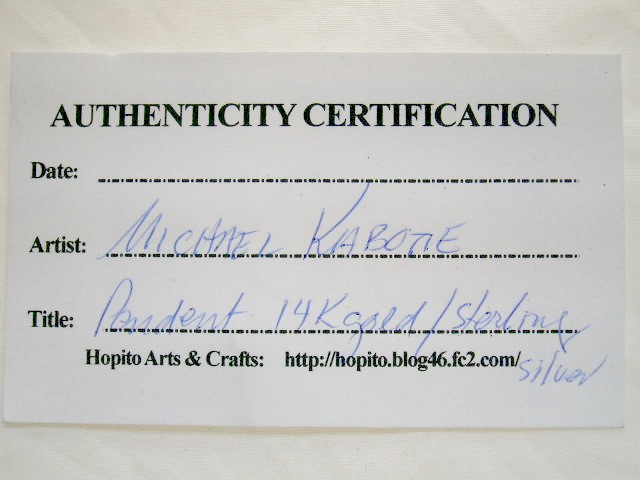 AUTHENTICITY CERTIFICATION
Date:
Artist: MICHAEL KABOTIE
Title: Pendent 14K gold/sterling
silver
Hopito Arts & Crafts: http://hopito.blog46.fc2.com/